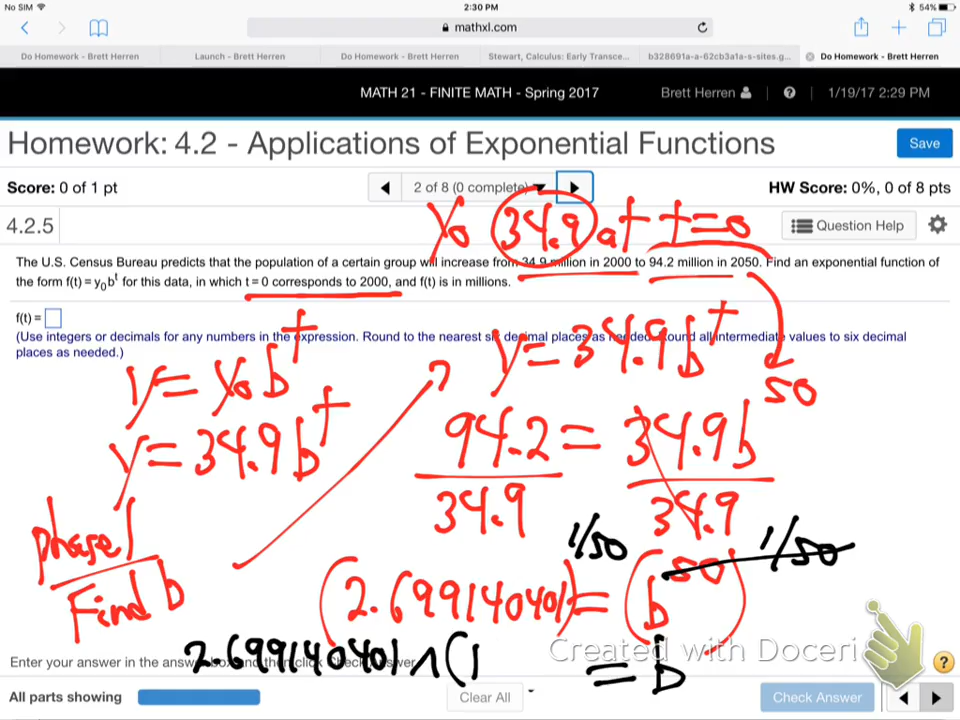 No SIM
2:30 PM
54%
mathxl.com
Do Homework - Brett Herren
Launch - Brett Herren
Do Homework - Brett Herren
Stewart, Calculus: Early Transce...
b328691a-a-62cb3a1a-s-sites.g...
Do Homework - Brett Herren
MATH 21 - FINITE MATH - Spring 2017
Brett Herren
1/19/17 2:29 PM
Homework: 4.2 - Applications of Exponential Functions
Save
Score: 0 of 1 pt
2 of 8 (0 complete)
HW Score: 0%, 0 of 8 pts
4.2.5
y₀ 34.9 at t=0
Question Help
The U.S. Census Bureau predicts that the population of a certain group will increase from 34.9 million in 2000 to 94.2 million in 2050. Find an exponential function of
the form f(t) = y₀bᵗ for this data, in which t = 0 corresponds to 2000, and f(t) is in millions.
f(t) =
(Use integers or decimals for any numbers in the expression. Round to the nearest six decimal places as needed. Round all intermediate values to six decimal
places as needed.)
y = y₀ bᵗ
y = 34.9bᵗ
y = 34.9bᵗ
50
94.2 = 34.9b
34.9 34.9
phase 1
Find b
(2.699140401)^1/50 = (b^50)^1/50
2.699140401 ^ (1 = b
Created with Doceri
Enter your answer in the answer box and then click Check Answer.
All parts showing
Clear All
Check Answer